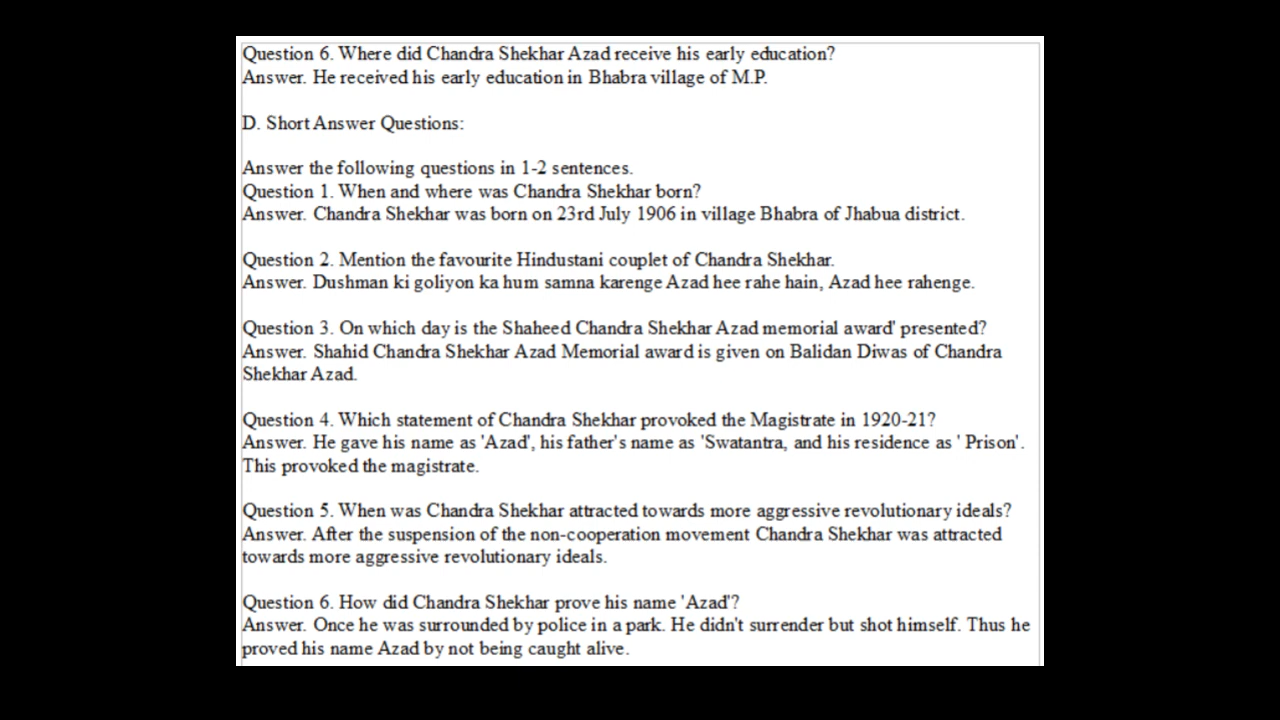 Question 6. Where did Chandra Shekhar Azad receive his early education?
Answer. He received his early education in Bhabra village of M.P.
D. Short Answer Questions:
Answer the following questions in 1-2 sentences.
Question 1. When and where was Chandra Shekhar born?
Answer. Chandra Shekhar was born on 23rd July 1906 in village Bhabra of Jhabua district.
Question 2. Mention the favourite Hindustani couplet of Chandra Shekhar.
Answer. Dushman ki goliyon ka hum samna karenge Azad hee rahe hain, Azad hee rahenge.
Question 3. On which day is the Shaheed Chandra Shekhar Azad memorial award' presented?
Answer. Shahid Chandra Shekhar Azad Memorial award is given on Balidan Diwas of Chandra
Shekhar Azad.
Question 4. Which statement of Chandra Shekhar provoked the Magistrate in 1920-21?
Answer. He gave his name as 'Azad', his father's name as 'Swatantra, and his residence as ' Prison'.
This provoked the magistrate.
Question 5. When was Chandra Shekhar attracted towards more aggressive revolutionary ideals?
Answer. After the suspension of the non-cooperation movement Chandra Shekhar was attracted
towards more aggressive revolutionary ideals.
Question 6. How did Chandra Shekhar prove his name 'Azad'?
Answer. Once he was surrounded by police in a park. He didn't surrender but shot himself. Thus he
proved his name Azad by not being caught alive.